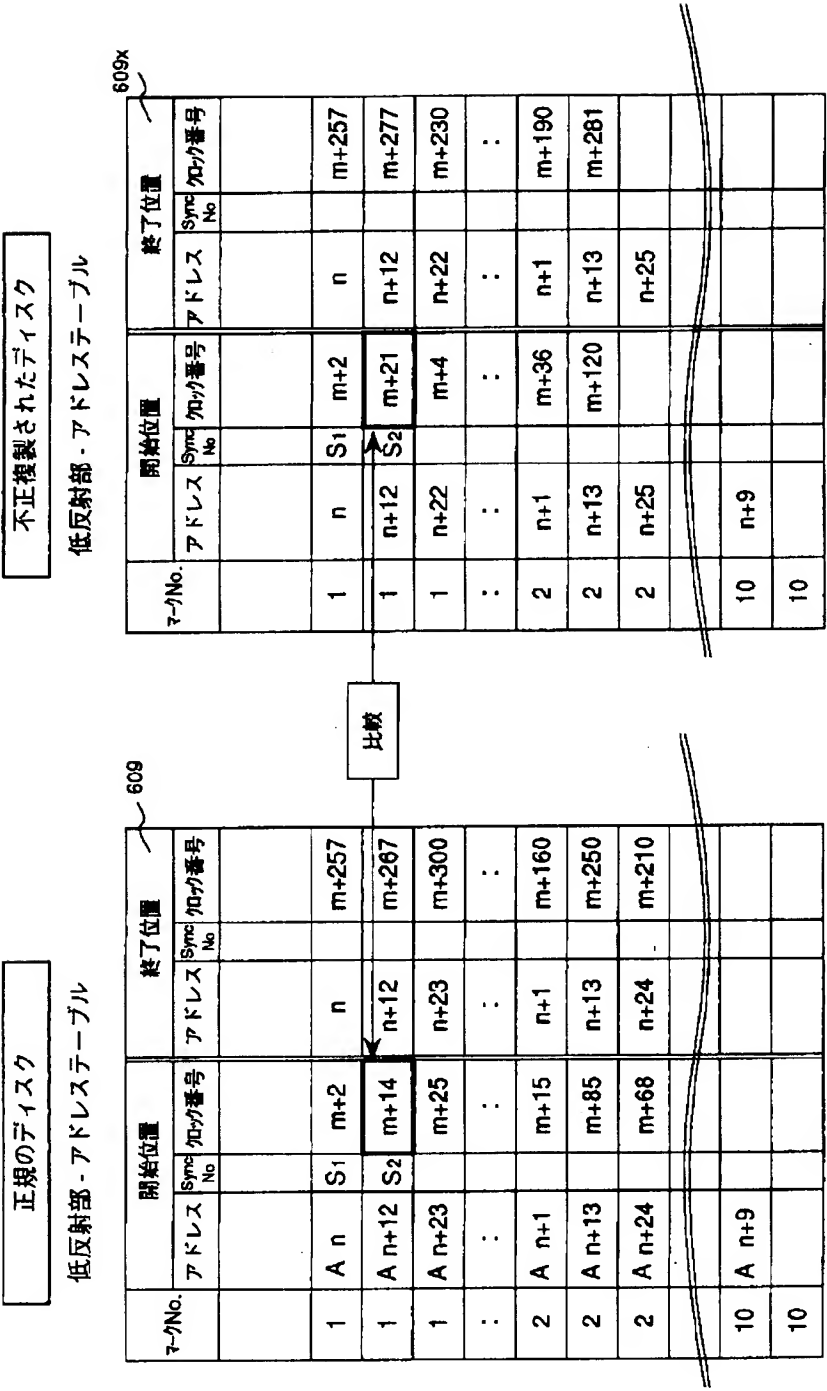 正規のディスク
低反射部 - アドレステーブル
609
マークNo. 開始位置 終了位置
アドレス Sync No クロック番号 アドレス Sync No クロック番号
1 A n S1 m+2 n m+257
1 A n+12 S2 m+14 n+12 m+267
1 A n+23 m+25 n+23 m+300
: : : : :
2 A n+1 m+15 n+1 m+160
2 A n+13 m+85 n+13 m+250
2 A n+24 m+68 n+24 m+210
10 A n+9
10
比較
不正複製されたディスク
低反射部 - アドレステーブル
609x
マークNo. 開始位置 終了位置
アドレス Sync No クロック番号 アドレス Sync No クロック番号
1 n S1 m+2 n m+257
1 n+12 S2 m+21 n+12 m+277
1 n+22 m+4 n+22 m+230
: : : : :
2 n+1 m+36 n+1 m+190
2 n+13 m+120 n+13 m+281
2 n+25 n+25
10 n+9
10